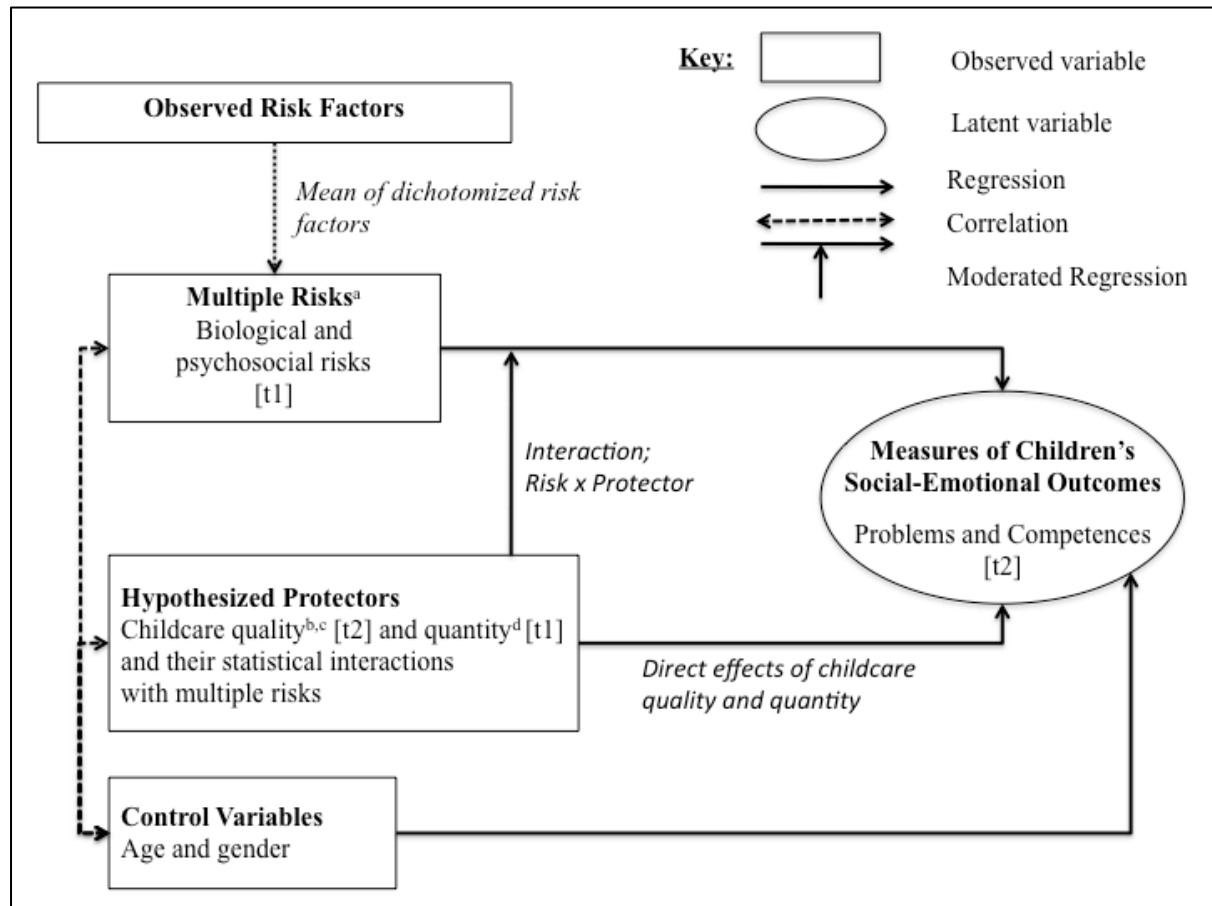 Key:
Observed variable
Latent variable
Regression
Correlation
Moderated Regression
Observed Risk Factors
Mean of dichotomized risk
factors
Multiple Risksᵃ
Biological and
psychosocial risks
[t1]
Interaction;
Risk x Protector
Measures of Children’s
Social-Emotional Outcomes
Problems and Competences
[t2]
Hypothesized Protectors
Childcare qualityᵇ,ᶜ [t2] and quantityᵈ [t1]
and their statistical interactions
with multiple risks
Direct effects of childcare
quality and quantity
Control Variables
Age and gender